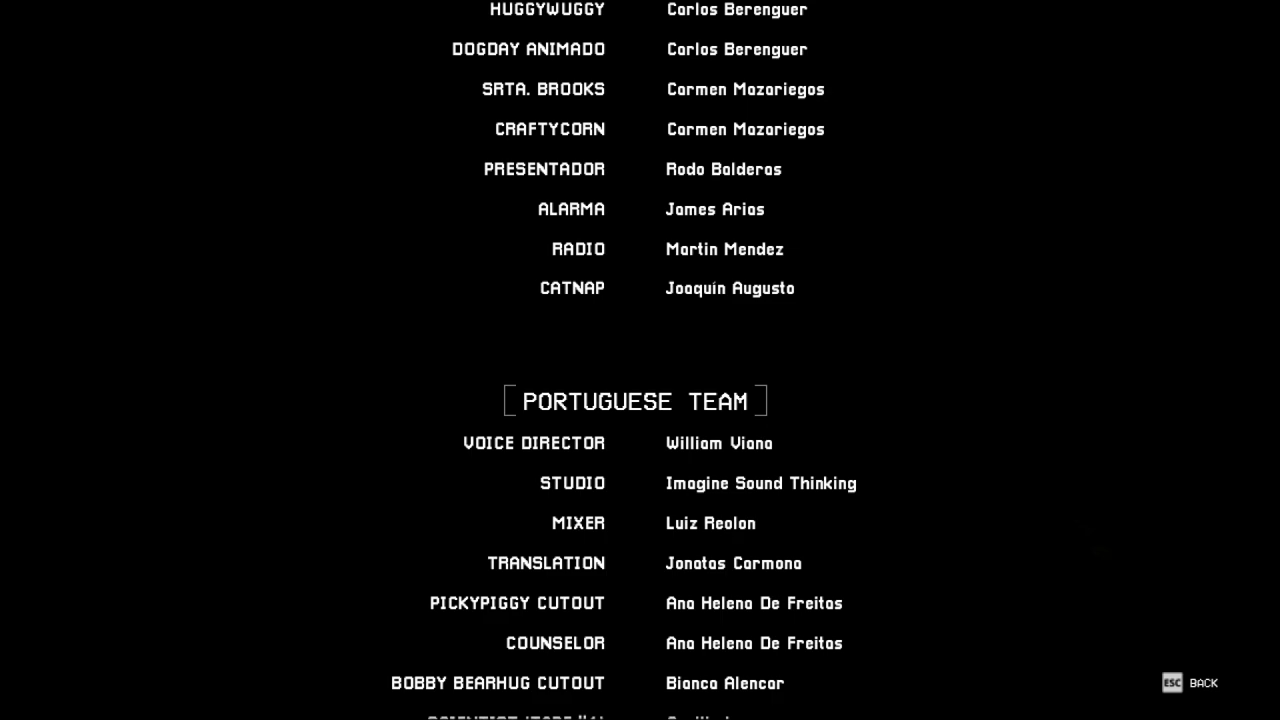 HUGGYWUGGY Carlos Berenguer
DOGDAY ANIMADO Carlos Berenguer
SRTA. BROOKS Carmen Mazariegos
CRAFTYCORN Carmen Mazariegos
PRESENTADOR Rodo Balderas
ALARMA James Arias
RADIO Martin Mendez
CATNAP Joaquín Augusto
PORTUGUESE TEAM
VOICE DIRECTOR William Viana
STUDIO Imagine Sound Thinking
MIXER Luiz Reolon
TRANSLATION Jonatas Carmona
PICKYPIGGY CUTOUT Ana Helena De Freitas
COUNSELOR Ana Helena De Freitas
BOBBY BEARHUG CUTOUT Bianca Alencar
ESC BACK